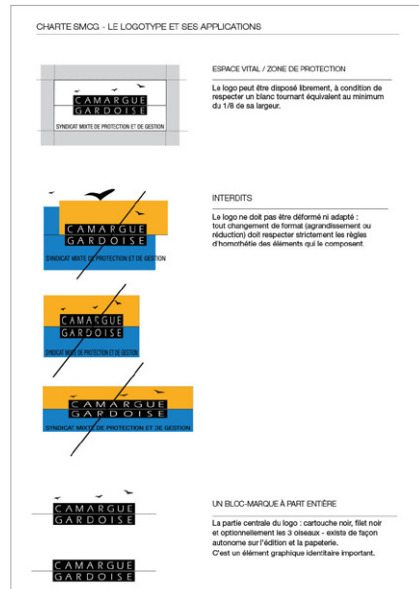 CHARTE SMCG - LE LOGOTYPE ET SES APPLICATIONS
ESPACE VITAL / ZONE DE PROTECTION
Le logo peut être disposé librement, à condition de
respecter un blanc tournant équivalent au minimum
du 1/8 de sa largeur.
CAMARGUE
GARDOISE
SYNDICAT MIXTE DE PROTECTION ET DE GESTION
INTERDITS
Le logo ne doit pas être déformé ni adapté :
tout changement de format (agrandissement ou
réduction) doit respecter strictement les règles
d'homothétie des éléments qui le composent.
CAMARGUE
GARDOISE
SYNDICAT MIXTE DE PROTECTION ET DE GESTION
CAMARGUE
GARDOISE
SYNDICAT MIXTE DE PROTECTION ET DE GESTION
CAMARGUE
GARDOISE
SYNDICAT MIXTE DE PROTECTION ET DE GESTION
UN BLOC-MARQUE À PART ENTIÈRE
La partie centrale du logo : cartouche noir, filet noir
et optionnellement les 3 oiseaux - existe de façon
autonome sur l'édition et la papeterie.
C'est un élément graphique identitaire important.
CAMARGUE
GARDOISE
CAMARGUE
GARDOISE